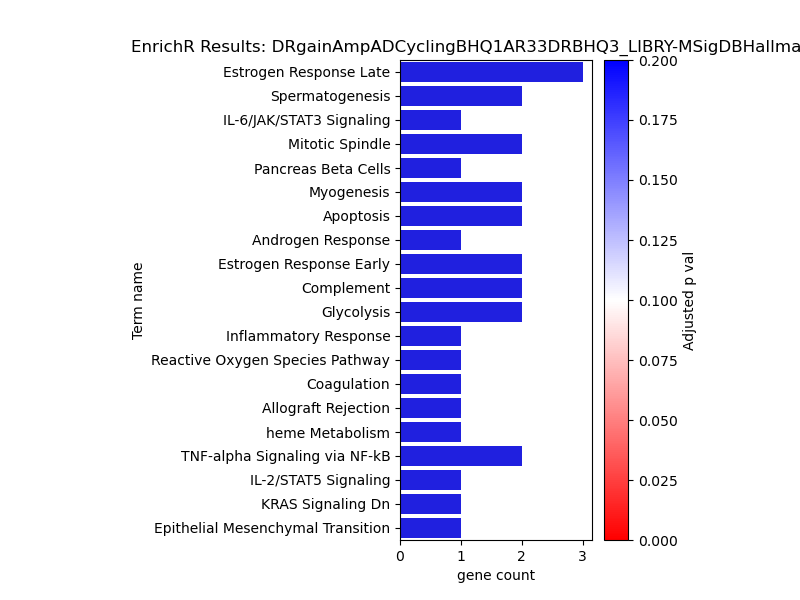 EnrichR Results: DRgainAmpADCyclingBHQ1AR33DRBHQ3_LIBRY-MSigDBHallma
Estrogen Response Late
Spermatogenesis
IL-6/JAK/STAT3 Signaling
Mitotic Spindle
Pancreas Beta Cells
Myogenesis
Apoptosis
Androgen Response
Estrogen Response Early
Complement
Glycolysis
Inflammatory Response
Reactive Oxygen Species Pathway
Coagulation
Allograft Rejection
heme Metabolism
TNF-alpha Signaling via NF-kB
IL-2/STAT5 Signaling
KRAS Signaling Dn
Epithelial Mesenchymal Transition
Term name
0 1 2 3
gene count
0.200
0.175
0.150
0.125
0.100
0.075
0.050
0.025
0.000
Adjusted p val